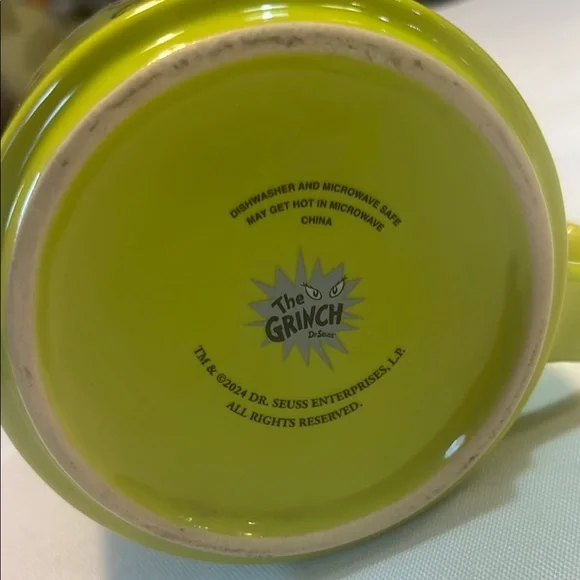 DISHWASHER AND MICROWAVE SAFE
MAY GET HOT IN MICROWAVE
CHINA
The
GRINCH
Dr. Seuss
TM & ©2024 DR. SEUSS ENTERPRISES, L.P.
ALL RIGHTS RESERVED.